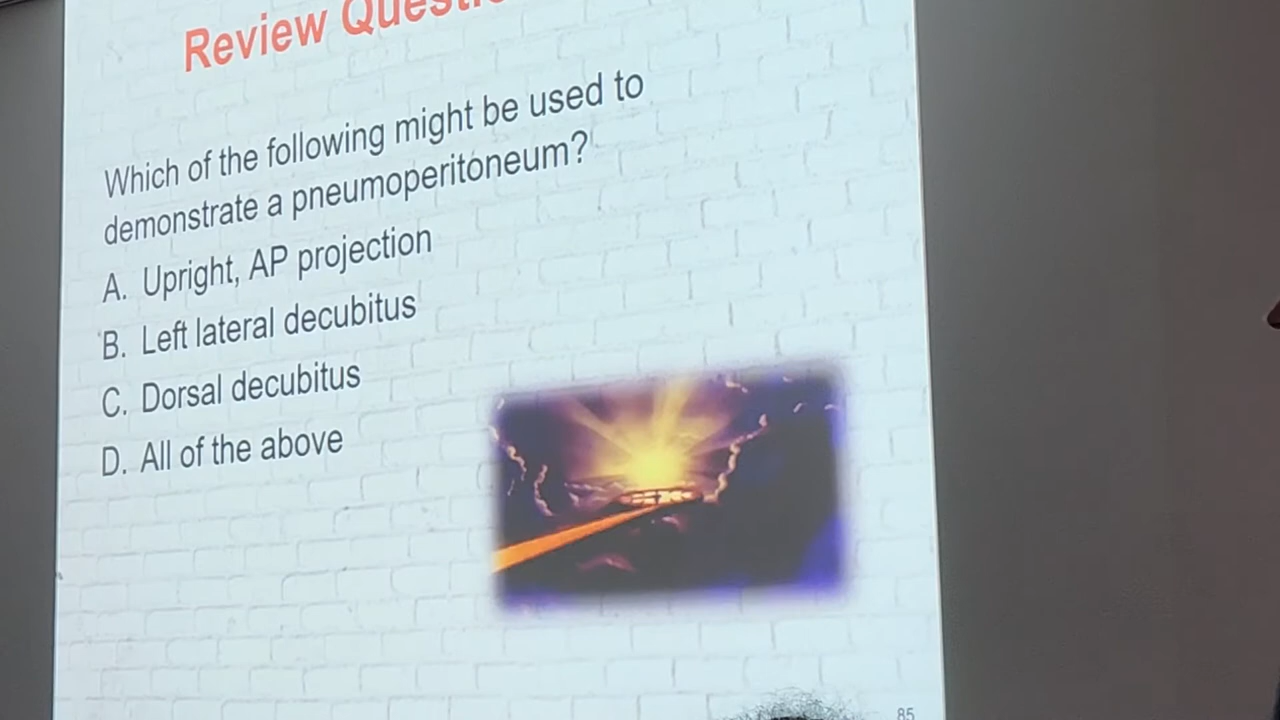 Review
Which of the following might be used to
demonstrate a pneumoperitoneum?
A. Upright, AP projection
B. Left lateral decubitus
C. Dorsal decubitus
D. All of the above
85